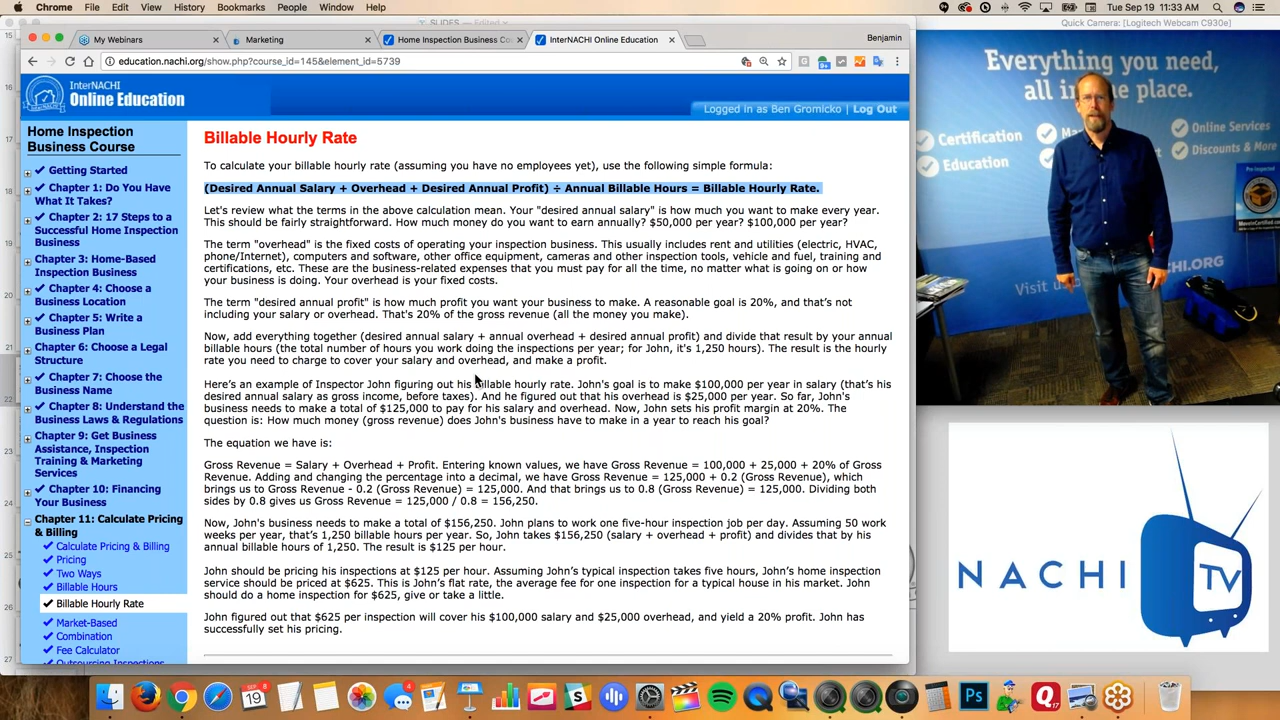 Chrome File Edit View History Bookmarks People Window Help
Tue Sep 19 11:33 AM
SLIDES — Edited
Quick Camera: [Logitech Webcam C930e]
My Webinars
Marketing
Home Inspection Business Co
InterNACHI Online Education
Benjamin
education.nachi.org/show.php?course_id=145&element_id=5739
InterNACHI
Online Education
Logged in as Ben Gromicko | Log Out
Home Inspection
Business Course
Getting Started
Chapter 1: Do You Have
What It Takes?
Chapter 2: 17 Steps to a
Successful Home Inspection
Business
Chapter 3: Home-Based
Inspection Business
Chapter 4: Choose a
Business Location
Chapter 5: Write a
Business Plan
Chapter 6: Choose a Legal
Structure
Chapter 7: Choose the
Business Name
Chapter 8: Understand the
Business Laws & Regulations
Chapter 9: Get Business
Assistance, Inspection
Training & Marketing
Services
Chapter 10: Financing
Your Business
Chapter 11: Calculate Pricing
& Billing
Calculate Pricing & Billing
Pricing
Two Ways
Billable Hours
Billable Hourly Rate
Market-Based
Combination
Fee Calculator
Outsourcing Inspections
Billable Hourly Rate
To calculate your billable hourly rate (assuming you have no employees yet), use the following simple formula:
(Desired Annual Salary + Overhead + Desired Annual Profit) ÷ Annual Billable Hours = Billable Hourly Rate.
Let's review what the terms in the above calculation mean. Your "desired annual salary" is how much you want to make every year.
This should be fairly straightforward. How much money do you want to earn annually? $50,000 per year? $100,000 per year?
The term "overhead" is the fixed costs of operating your inspection business. This usually includes rent and utilities (electric, HVAC,
phone/Internet), computers and software, other office equipment, cameras and other inspection tools, vehicle and fuel, training and
certifications, etc. These are the business-related expenses that you must pay for all the time, no matter what is going on or how
your business is doing. Your overhead is your fixed costs.
The term "desired annual profit" is how much profit you want your business to make. A reasonable goal is 20%, and that's not
including your salary or overhead. That's 20% of the gross revenue (all the money you make).
Now, add everything together (desired annual salary + annual overhead + desired annual profit) and divide that result by your annual
billable hours (the total number of hours you work doing the inspections per year; for John, it's 1,250 hours). The result is the hourly
rate you need to charge to cover your salary and overhead, and make a profit.
Here's an example of Inspector John figuring out his billable hourly rate. John's goal is to make $100,000 per year in salary (that's his
desired annual salary as gross income, before taxes). And he figured out that his overhead is $25,000 per year. So far, John's
business needs to make a total of $125,000 to pay for his salary and overhead. Now, John sets his profit margin at 20%. The
question is: How much money (gross revenue) does John's business have to make in a year to reach his goal?
The equation we have is:
Gross Revenue = Salary + Overhead + Profit. Entering known values, we have Gross Revenue = 100,000 + 25,000 + 20% of Gross
Revenue. Adding and changing the percentage into a decimal, we have Gross Revenue = 125,000 + 0.2 (Gross Revenue), which
brings us to Gross Revenue - 0.2 (Gross Revenue) = 125,000. And that brings us to 0.8 (Gross Revenue) = 125,000. Dividing both
sides by 0.8 gives us Gross Revenue = 125,000 / 0.8 = 156,250.
Now, John's business needs to make a total of $156,250. John plans to work one five-hour inspection job per day. Assuming 50 work
weeks per year, that's 1,250 billable hours per year. So, John takes $156,250 (salary + overhead + profit) and divides that by his
annual billable hours of 1,250. The result is $125 per hour.
John should be pricing his inspections at $125 per hour. Assuming John's typical inspection takes five hours, John's home inspection
service should be priced at $625. This is John's flat rate, the average fee for one inspection for a typical house in his market. John
should do a home inspection for $625, give or take a little.
John figured out that $625 per inspection will cover his $100,000 salary and $25,000 overhead, and yield a 20% profit. John has
successfully set his pricing.
15
16
17
18
19
20
21
22
23
24
25
26
27
Everything you need,
all in one place.
Certification
Education
Online Services
Discounts & More
Visit
NACHI TV